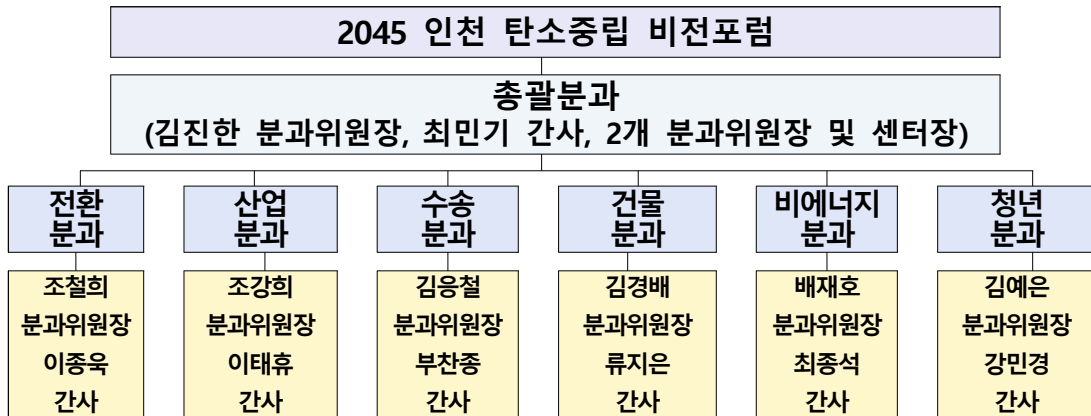 2045 인천 탄소중립 비전포럼
총괄분과
(김진한 분과위원장, 최민기 간사, 2개 분과위원장 및 센터장)
전환
분과
산업
분과
수송
분과
건물
분과
비에너지
분과
청년
분과
조철희
분과위원장
이종욱
간사
조강희
분과위원장
이태휴
간사
김응철
분과위원장
부찬종
간사
김경배
분과위원장
류지은
간사
배재호
분과위원장
최종석
간사
김예은
분과위원장
강민경
간사